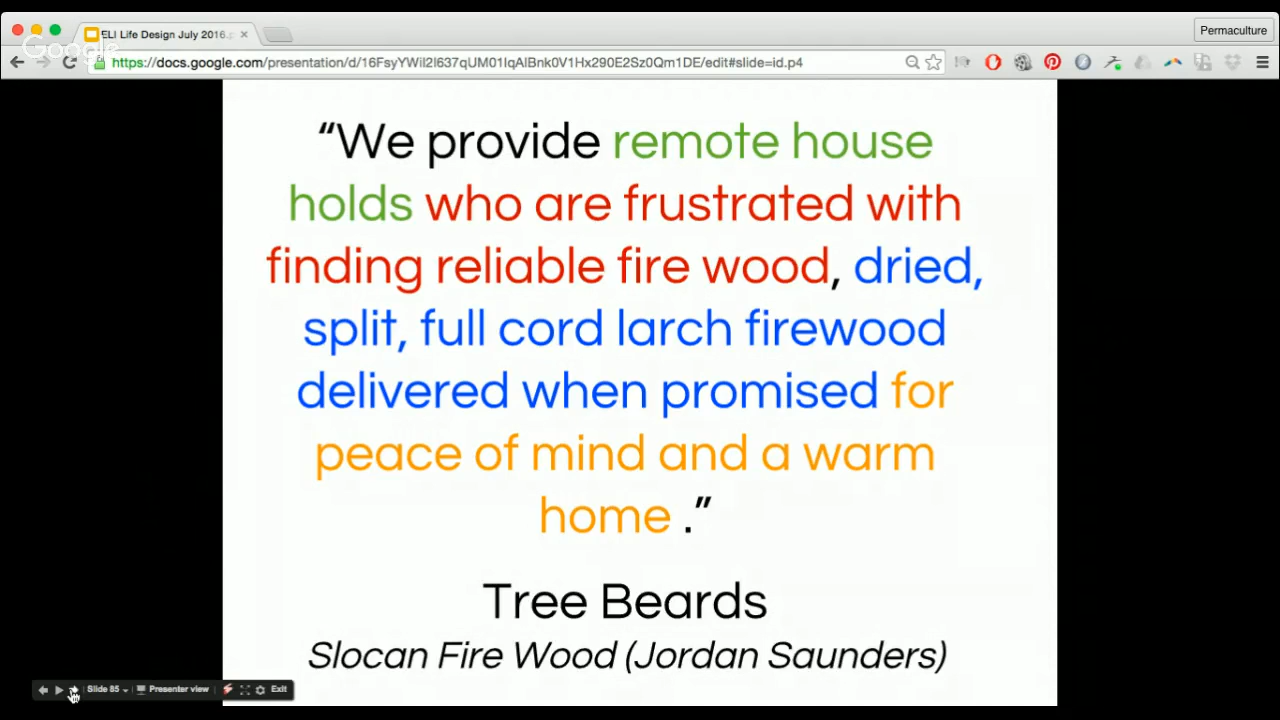 ELI Life Design July 2016.p
Permaculture
Google
https://docs.google.com/presentation/d/16FsyYWil2l637qUM01IqAlBnk0V1Hx290E2Sz0Qm1DE/edit#slide=id.p4
“We provide remote house
holds who are frustrated with
finding reliable fire wood, dried,
split, full cord larch firewood
delivered when promised for
peace of mind and a warm
home .”
Tree Beards
Slocan Fire Wood (Jordan Saunders)
Slide 85 Presenter view Exit